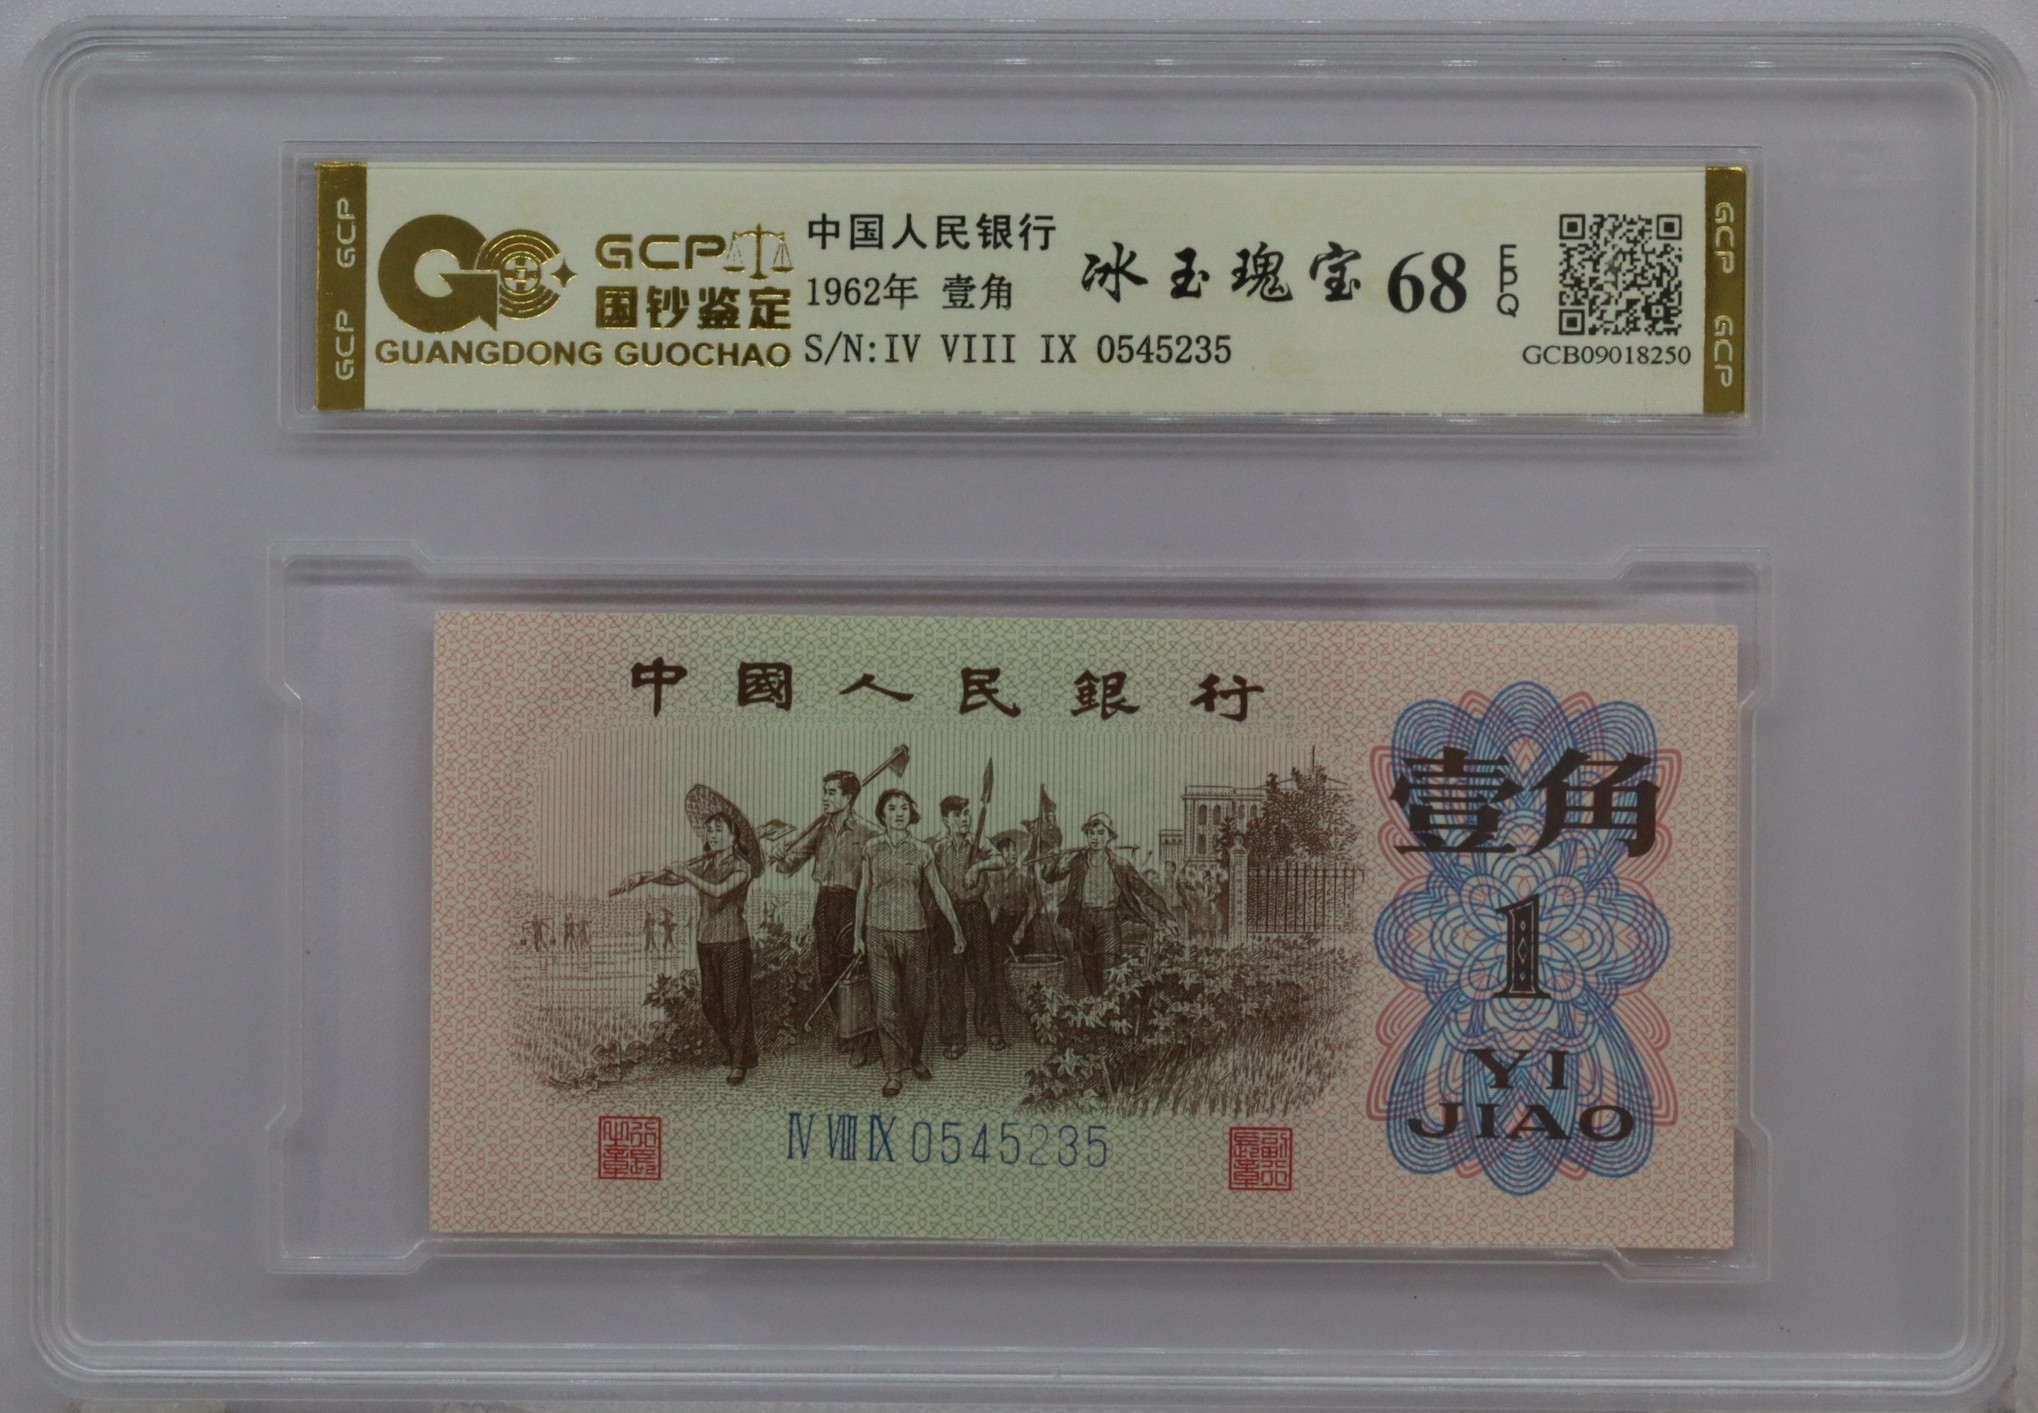 GCP GCP
GCP
国钞鉴定
GUANGDONG GUOCHAO
中国人民银行
1962年 壹角
S/N:IV VIII IX 0545235
冰玉瑰宝 68
EPQ
GCB09018250
GCP GCP
中國人民銀行
壹角
1
YI
JIAO
IV VIII IX 0545235